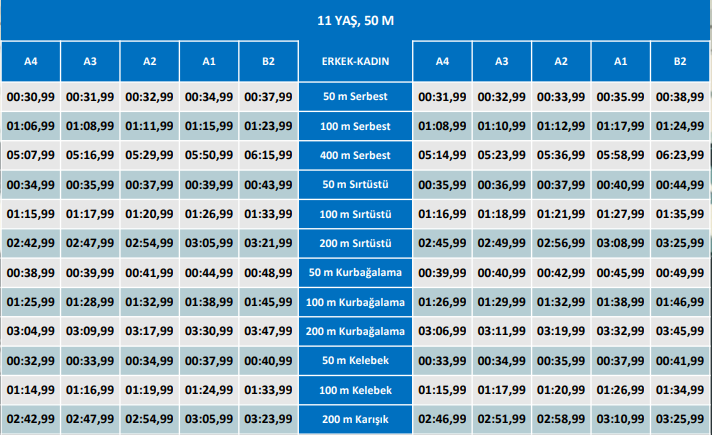 11 YAŞ, 50 M
A4 A3 A2 A1 B2 ERKEK-KADIN A4 A3 A2 A1 B2
00:30,99 00:31,99 00:32,99 00:34,99 00:37,99 50 m Serbest 00:31,99 00:32,99 00:33,99 00:35.99 00:38,99
01:06,99 01:08,99 01:11,99 01:15,99 01:23,99 100 m Serbest 01:08,99 01:10,99 01:12,99 01:17,99 01:24,99
05:07,99 05:16,99 05:29,99 05:50,99 06:15,99 400 m Serbest 05:14,99 05:23,99 05:36,99 05:58,99 06:23,99
00:34,99 00:35,99 00:37,99 00:39,99 00:43,99 50 m Sırtüstü 00:35,99 00:36,99 00:37,99 00:40,99 00:44,99
01:15,99 01:17,99 01:20,99 01:26,99 01:33,99 100 m Sırtüstü 01:16,99 01:18,99 01:21,99 01:27,99 01:35,99
02:42,99 02:47,99 02:54,99 03:05,99 03:21,99 200 m Sırtüstü 02:45,99 02:49,99 02:56,99 03:08,99 03:25,99
00:38,99 00:39,99 00:41,99 00:44,99 00:48,99 50 m Kurbağalama 00:39,99 00:40,99 00:42,99 00:45,99 00:49,99
01:25,99 01:28,99 01:32,99 01:38,99 01:45,99 100 m Kurbağalama 01:26,99 01:29,99 01:32,99 01:38,99 01:46,99
03:04,99 03:09,99 03:17,99 03:30,99 03:47,99 200 m Kurbağalama 03:06,99 03:11,99 03:19,99 03:32,99 03:45,99
00:32,99 00:33,99 00:34,99 00:37,99 00:40,99 50 m Kelebek 00:33,99 00:34,99 00:35,99 00:37,99 00:41,99
01:14,99 01:16,99 01:19,99 01:24,99 01:33,99 100 m Kelebek 01:15,99 01:17,99 01:20,99 01:26,99 01:34,99
02:42,99 02:47,99 02:54,99 03:05,99 03:23,99 200 m Karışık 02:46,99 02:51,99 02:58,99 03:10,99 03:25,99